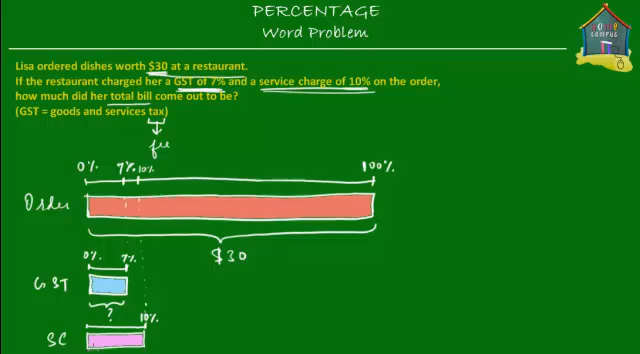 PERCENTAGE
Word Problem
HOME CAMPUS
Lisa ordered dishes worth $30 at a restaurant.
If the restaurant charged her a GST of 7% and a service charge of 10% on the order,
how much did her total bill come out to be?
(GST = goods and services tax)
fee
0% 7% 10% 100%
Order
$30
0% 7%
GST
?
10%
SC